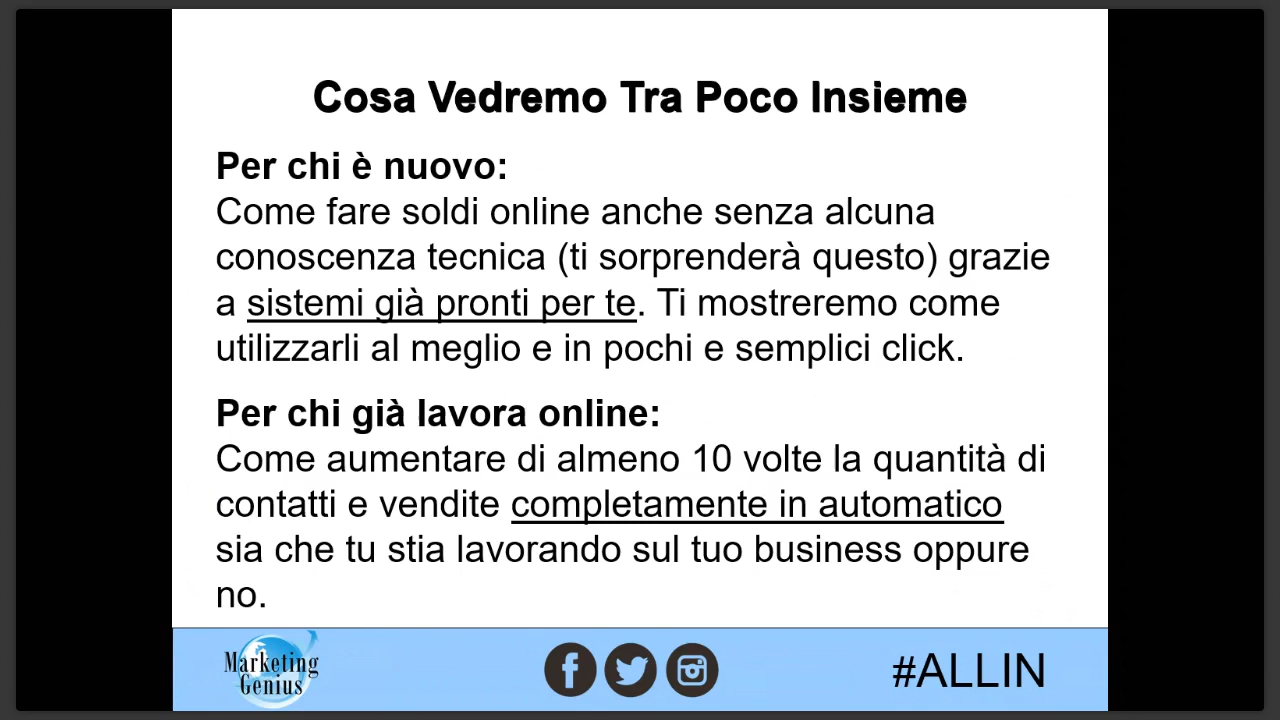 Cosa Vedremo Tra Poco Insieme
Per chi è nuovo:
Come fare soldi online anche senza alcuna
conoscenza tecnica (ti sorprenderà questo) grazie
a sistemi già pronti per te. Ti mostreremo come
utilizzarli al meglio e in pochi e semplici click.
Per chi già lavora online:
Come aumentare di almeno 10 volte la quantità di
contatti e vendite completamente in automatico
sia che tu stia lavorando sul tuo business oppure
no.
Marketing
Genius
#ALLIN